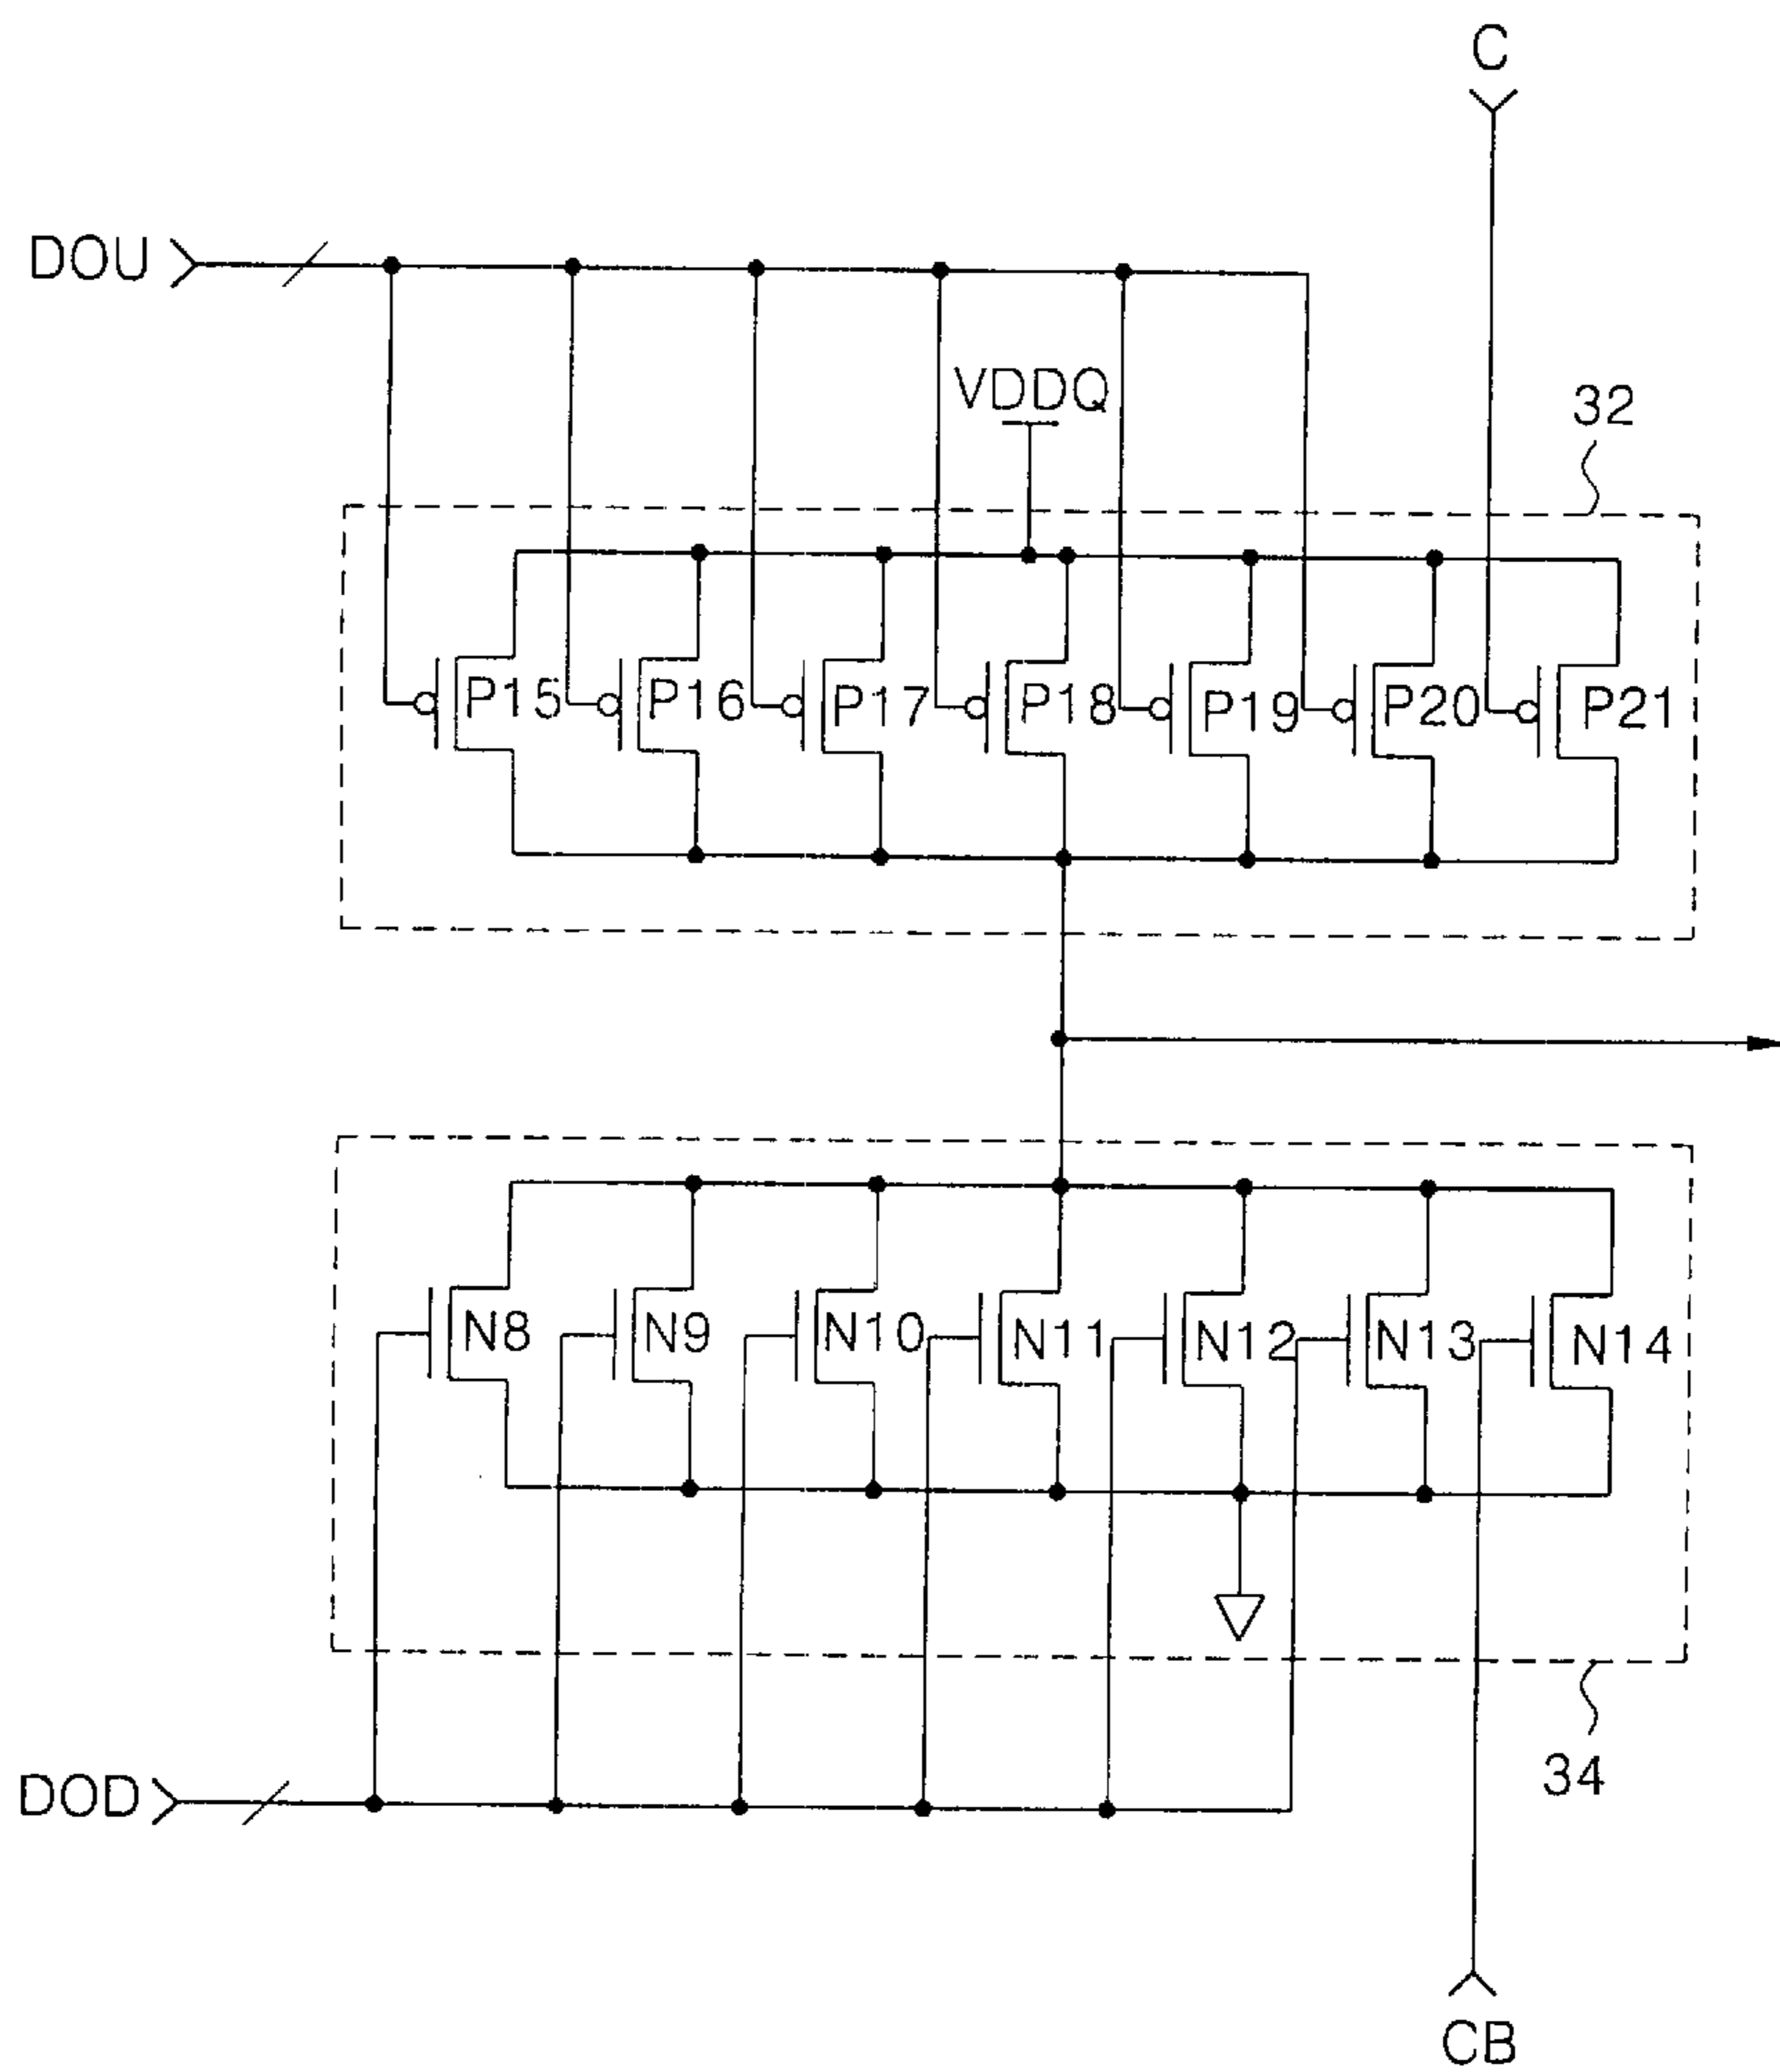 C
DOU
VDDQ
32
P15 P16 P17 P18 P19 P20 P21
N8 N9 N10 N11 N12 N13 N14
34
DOD
CB